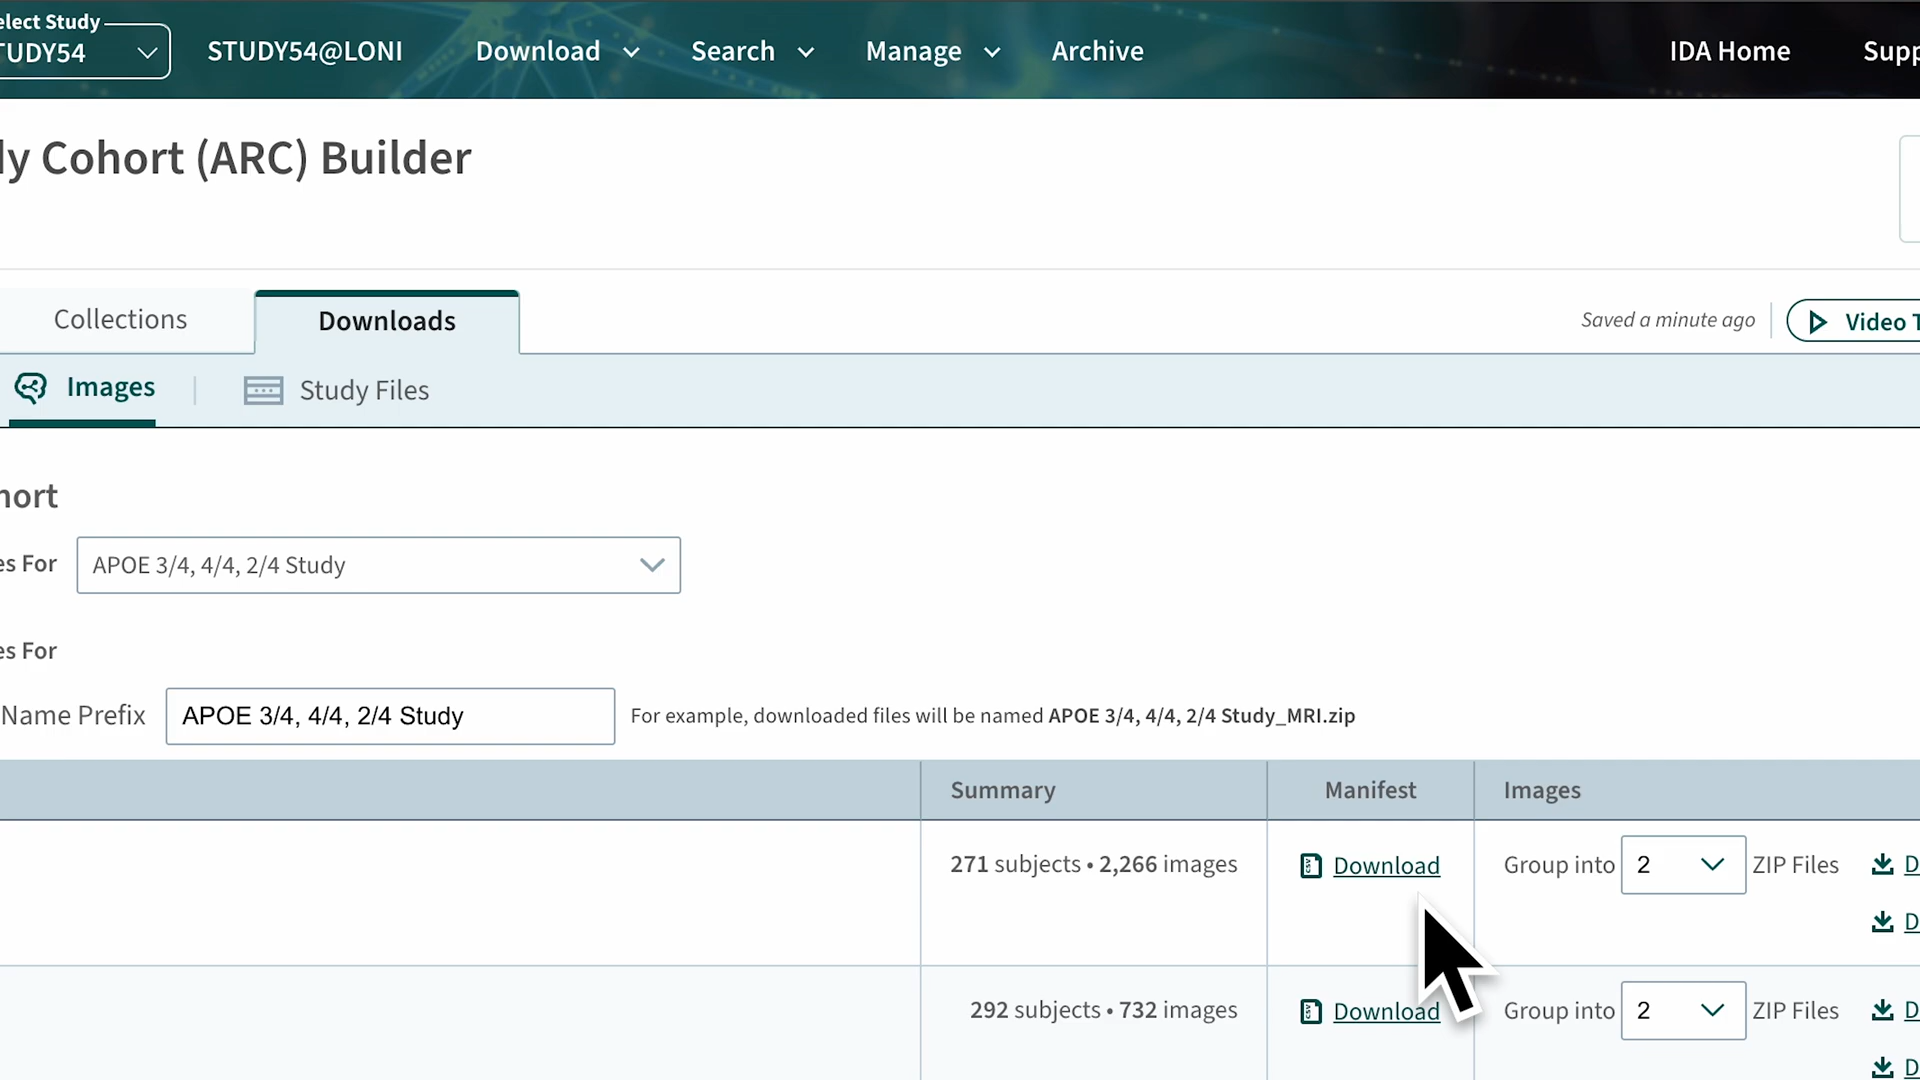 elect Study
TUDY54
STUDY54@LONI
Download
Search
Manage
Archive
IDA Home
Supp
ly Cohort (ARC) Builder
Collections
Downloads
Saved a minute ago
Video T
Images
Study Files
hort
es For
APOE 3/4, 4/4, 2/4 Study
es For
Name Prefix
APOE 3/4, 4/4, 2/4 Study
For example, downloaded files will be named APOE 3/4, 4/4, 2/4 Study_MRI.zip
Summary
Manifest
Images
271 subjects • 2,266 images
Download
Group into 2 ZIP Files
D
D
292 subjects • 732 images
Download
Group into 2 ZIP Files
D
D